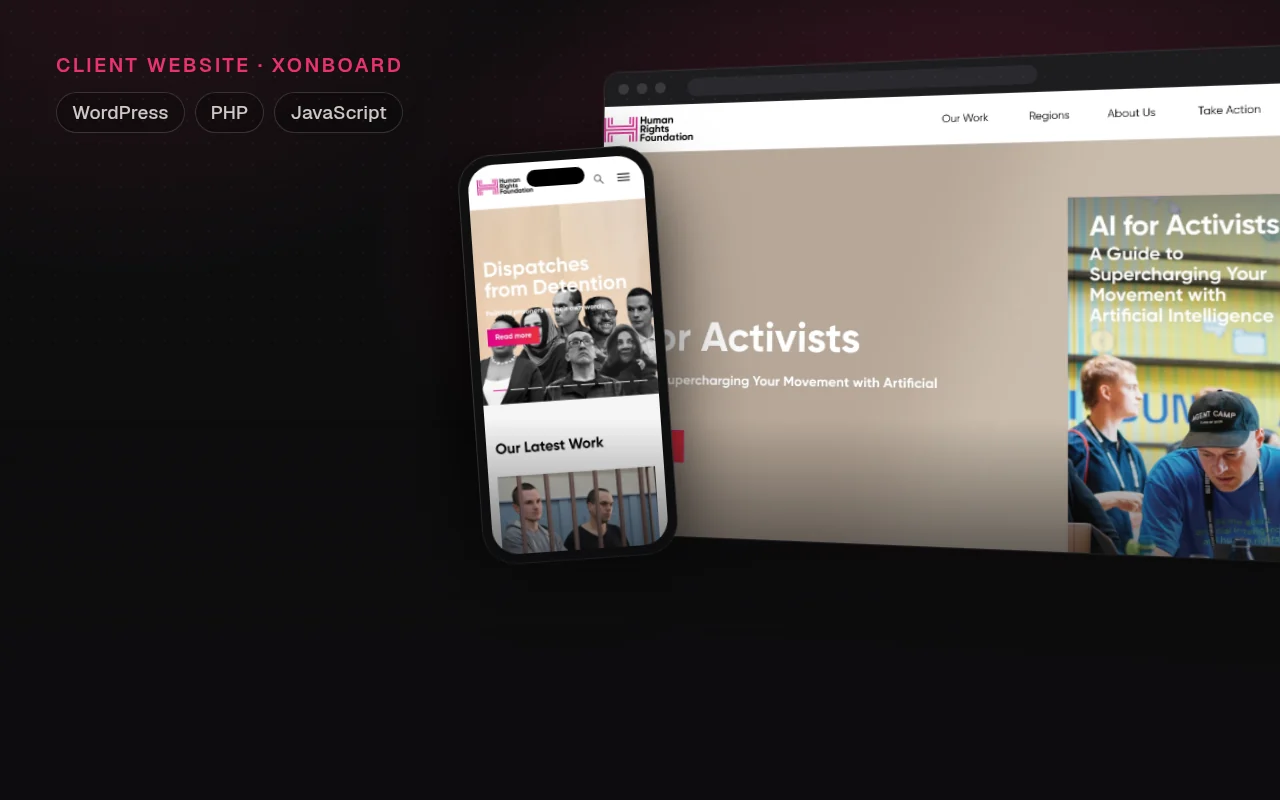 CLIENT WEBSITE · XONBOARD
WordPress
PHP
JavaScript
Human
Rights
Foundation
Our Work
Regions
About Us
Take Action
or Activists
upercharging Your Movement with Artificial
AI for Activists
A Guide to
Supercharging Your
Movement with
Artificial Intelligence
AGENT CAMP
Human
Rights
Foundation
Dispatches
from Detention
Read more
Our Latest Work